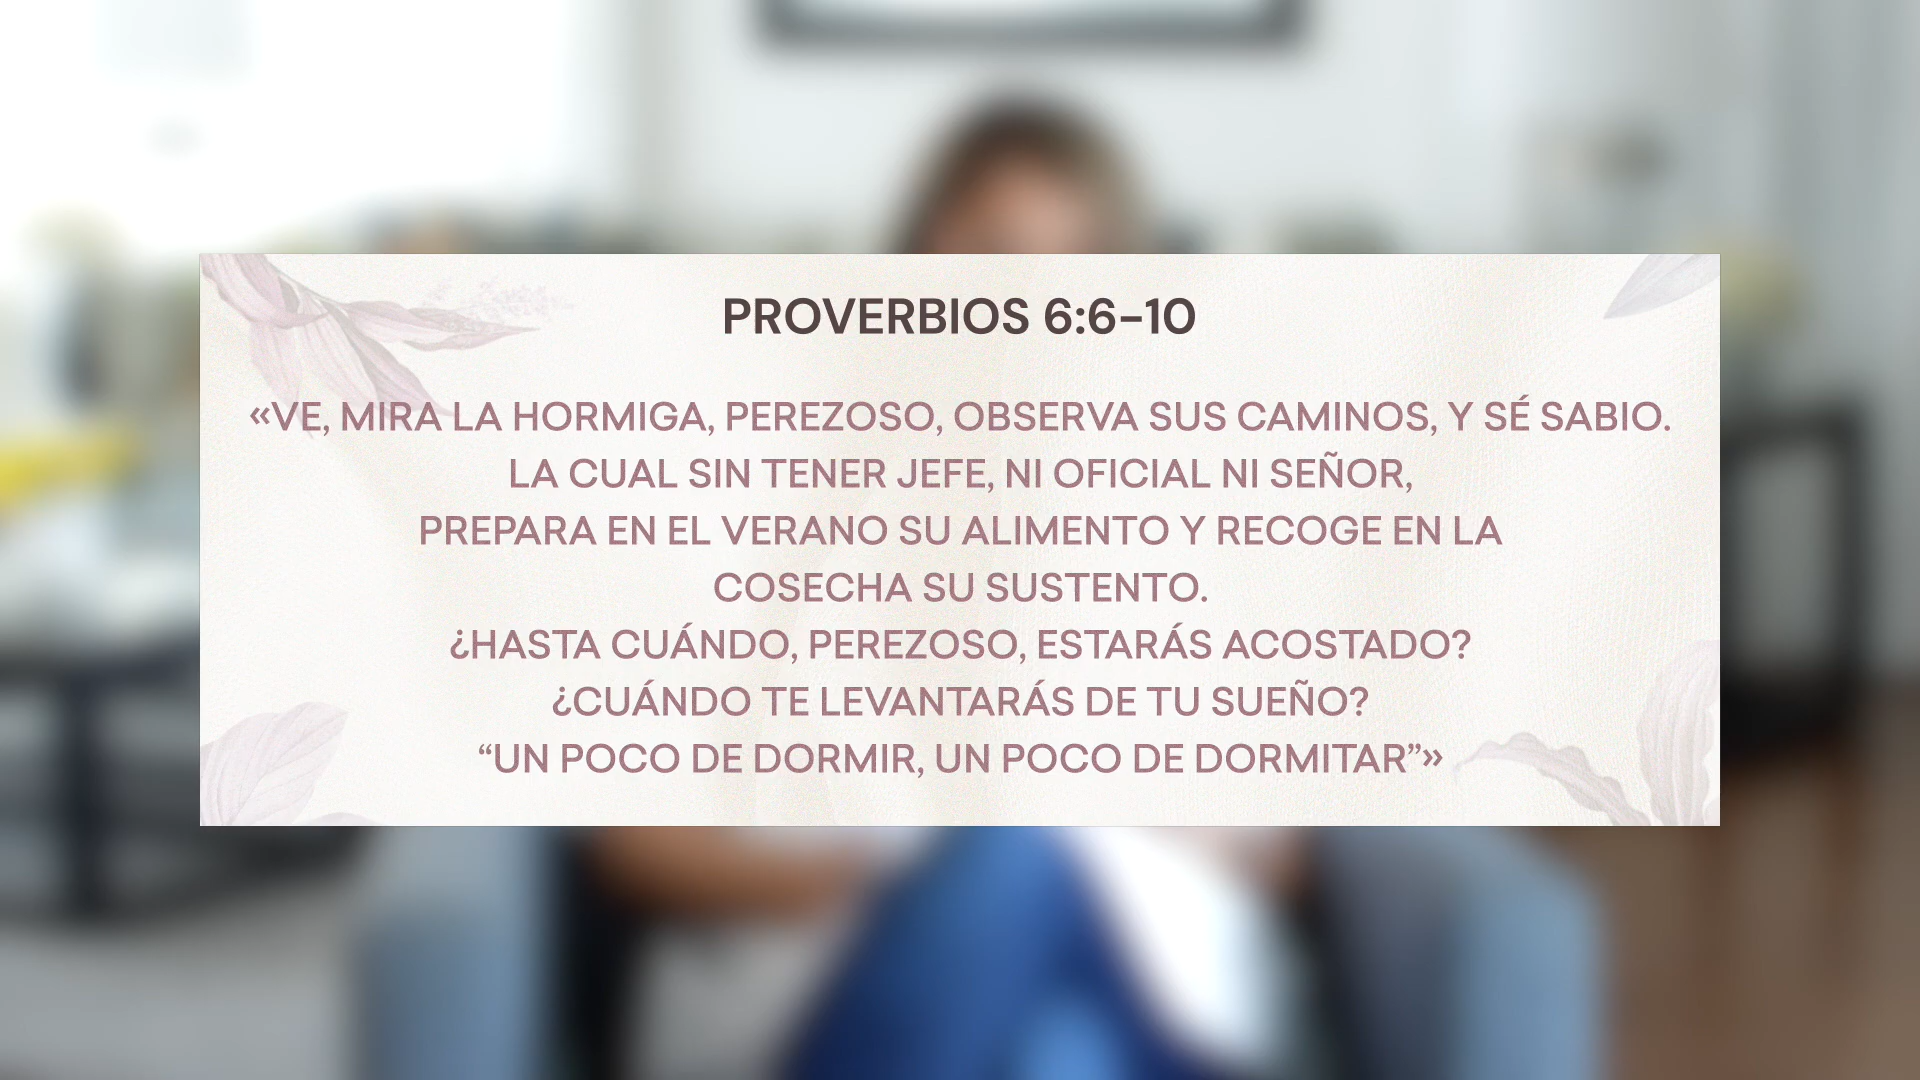 PROVERBIOS 6:6-10
«VE, MIRA LA HORMIGA, PEREZOSO, OBSERVA SUS CAMINOS, Y SÉ SABIO.
LA CUAL SIN TENER JEFE, NI OFICIAL NI SEÑOR,
PREPARA EN EL VERANO SU ALIMENTO Y RECOGE EN LA
COSECHA SU SUSTENTO.
¿HASTA CUÁNDO, PEREZOSO, ESTARÁS ACOSTADO?
¿CUÁNDO TE LEVANTARÁS DE TU SUEÑO?
“UN POCO DE DORMIR, UN POCO DE DORMITAR”»